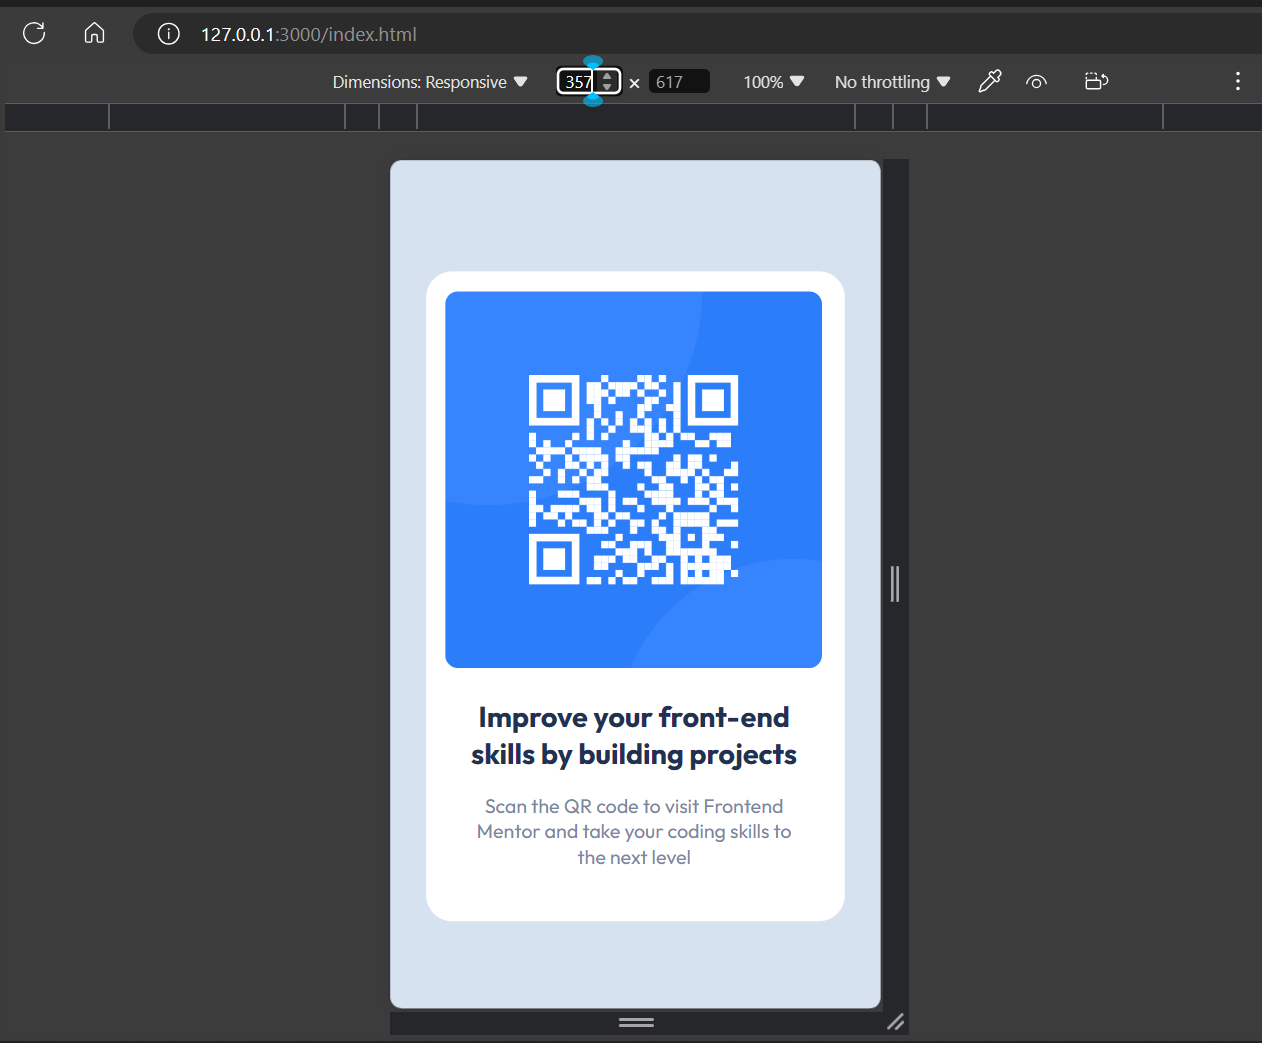 127.0.0.1:3000/index.html
Dimensions: Responsive 357 × 617 100% No throttling
Improve your front-end
skills by building projects
Scan the QR code to visit Frontend
Mentor and take your coding skills to
the next level